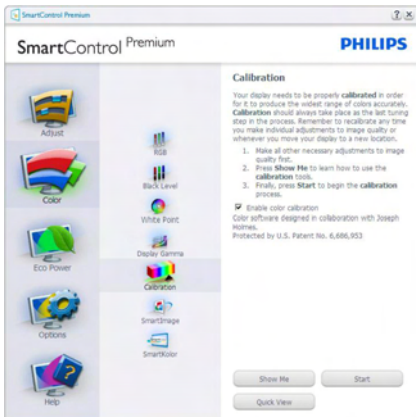 SmartControl Premium
SmartControl Premium
PHILIPS
Adjust
Color
Eco Power
Options
Help
RGB
Black Level
White Point
Display Gamma
Calibration
SmartImage
SmartKolor
Calibration
Your display needs to be properly calibrated in order
for it to produce the widest range of colors accurately.
Calibration should always take place as the last tuning
step in the process. Remember to recalibrate any time
you make individual adjustments to image quality or
whenever you move your display to a new location.
1. Make all other necessary adjustments to image
quality first.
2. Press Show Me to learn how to use the
calibration tools.
3. Finally, press Start to begin the calibration
process.
Enable color calibration
Color software designed in collaboration with Joseph
Holmes.
Protected by U.S. Patent No. 6,686,953
Show Me
Start
Quick View